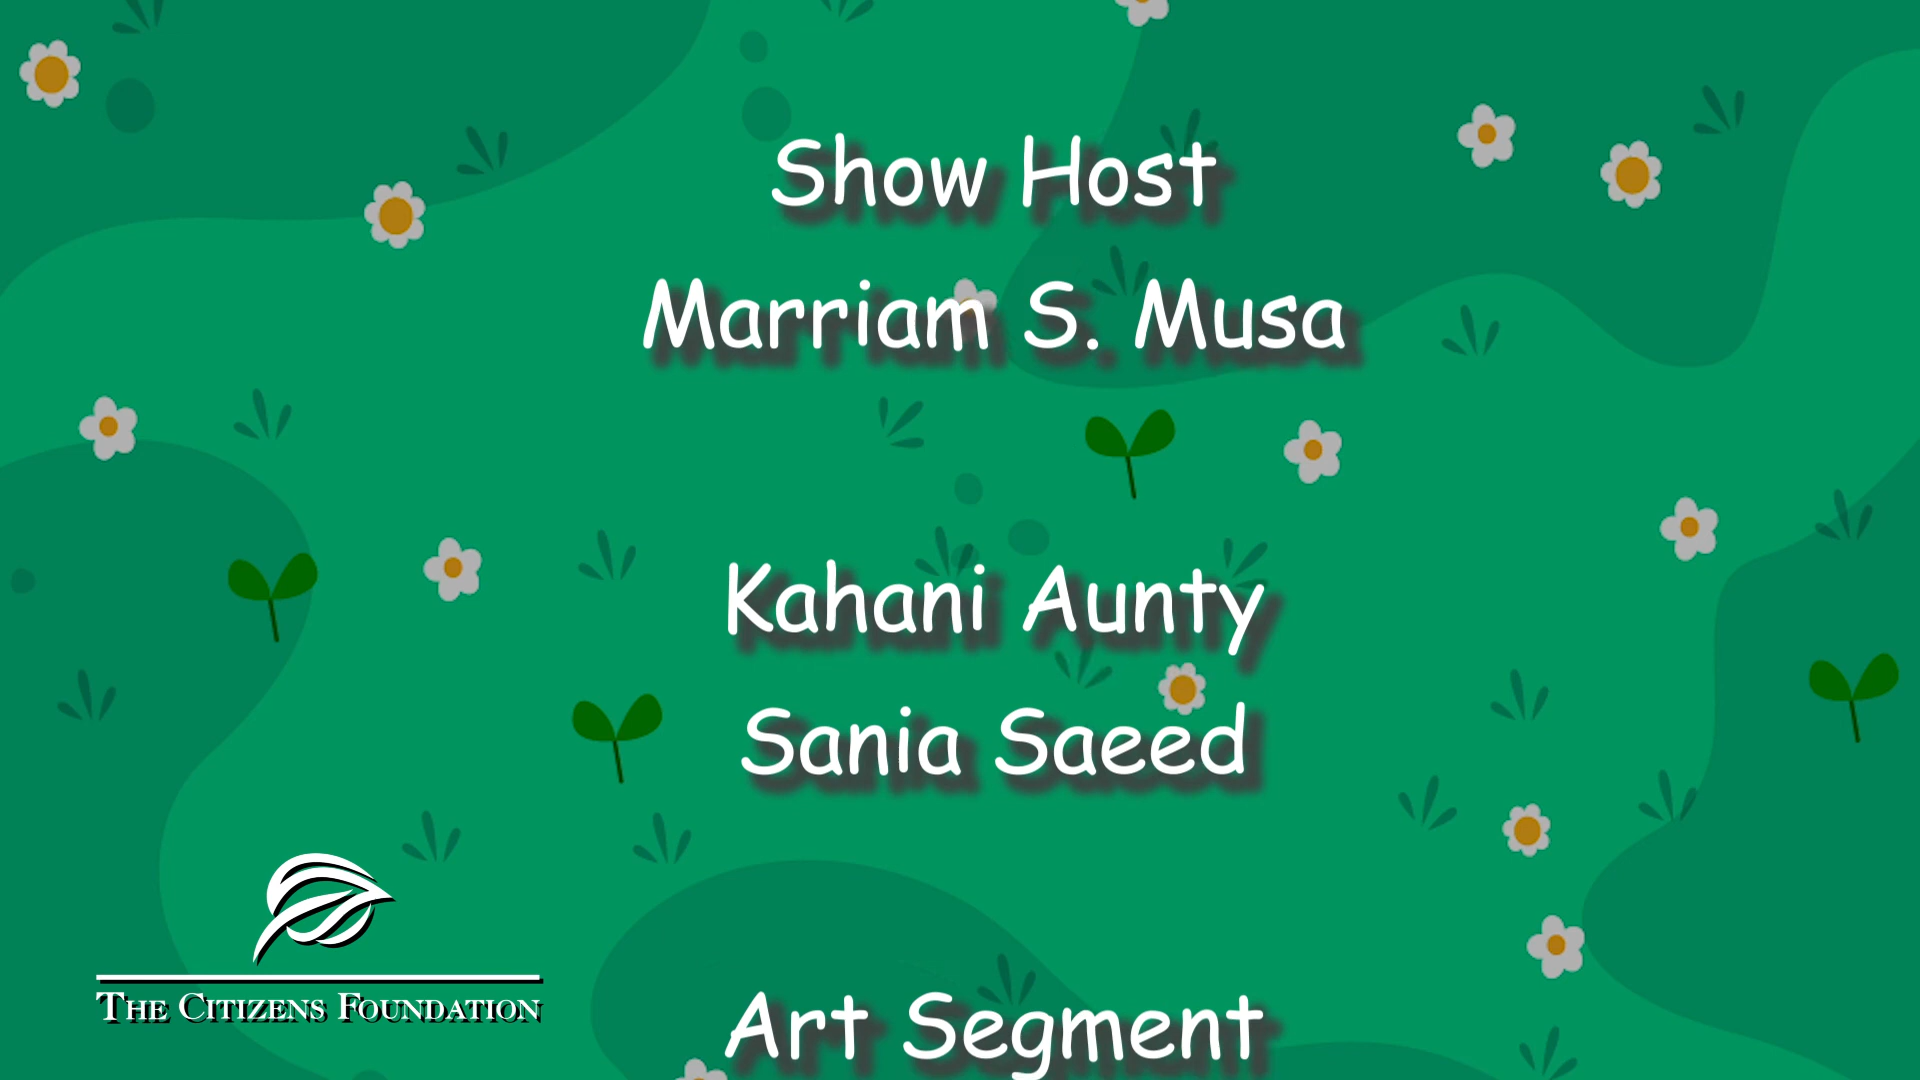 Show Host
Marriam S. Musa
Kahani Aunty
Sania Saeed
Art Segment
THE CITIZENS FOUNDATION